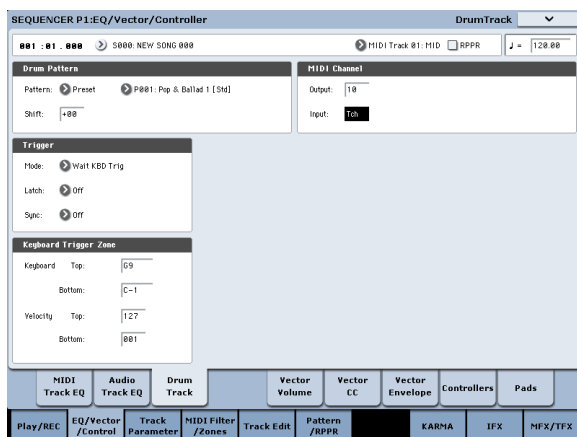 SEQUENCER P1:EQ/Vector/Controller DrumTrack
001 :01 . 000 S000: NEW SONG 000 MIDI Track 01: MID RPPR ♩ = 120.00
Drum Pattern
Pattern: Preset P001: Pop & Ballad 1 [Std]
Shift: +00
MIDI Channel
Output: 10
Input: Tch
Trigger
Mode: Wait KBD Trig
Latch: Off
Sync: Off
Keyboard Trigger Zone
Keyboard Top: G9
Bottom: C-1
Velocity Top: 127
Bottom: 001
MIDI Track EQ Audio Track EQ Drum Track Vector Volume Vector CC Vector Envelope Controllers Pads
Play/REC EQ/Vector /Control Track Parameter MIDI Filter /Zones Track Edit Pattern /RPPR KARMA IFX MFX/TFX